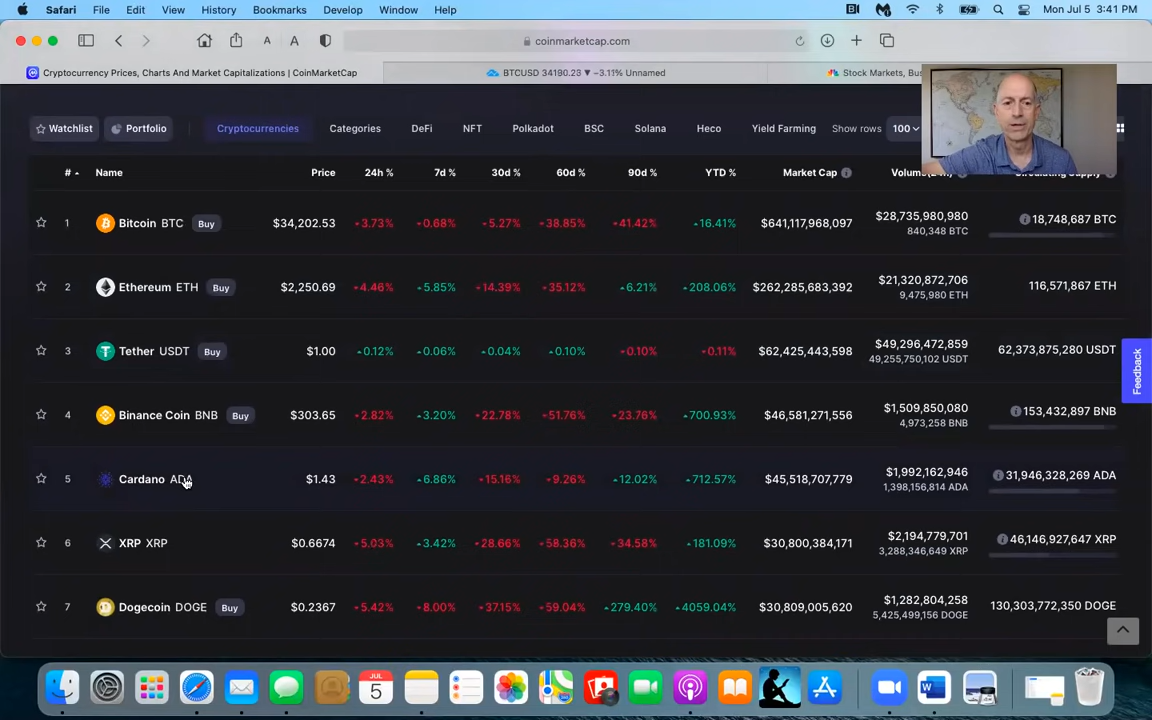 Safari File Edit View History Bookmarks Develop Window Help Mon Jul 5 3:41 PM
A A coinmarketcap.com
Cryptocurrency Prices, Charts And Market Capitalizations | CoinMarketCap BTCUSD 34190.23 ▼ −3.11% Unnamed Stock Markets,
Watchlist Portfolio Cryptocurrencies Categories DeFi NFT Polkadot BSC Solana Heco Yield Farming Show rows 100
# Name Price 24h % 7d % 30d % 60d % 90d % YTD % Market Cap
1 Bitcoin BTC Buy $34,202.53 3.73% 0.68% 5.27% 38.85% 41.42% 16.41% $641,117,968,097 $28,735,980,980 18,748,687 BTC
840,348 BTC
2 Ethereum ETH Buy $2,250.69 4.46% 5.85% 14.39% 35.12% 6.21% 208.06% $262,285,683,392 $21,320,872,706 116,571,867 ETH
9,475,980 ETH
3 Tether USDT Buy $1.00 0.12% 0.06% 0.04% 0.10% 0.10% 0.11% $62,425,443,598 $49,296,472,859 62,373,875,280 USDT
49,255,750,102 USDT
4 Binance Coin BNB Buy $303.65 2.82% 3.20% 22.78% 51.76% 23.76% 700.93% $46,581,271,556 $1,509,850,080 153,432,897 BNB
4,973,258 BNB
5 Cardano ADA $1.43 2.43% 6.86% 15.16% 9.26% 12.02% 712.57% $45,518,707,779 $1,992,162,946 31,946,328,269 ADA
1,398,156,814 ADA
6 XRP XRP $0.6674 5.03% 3.42% 28.66% 58.36% 34.58% 181.09% $30,800,384,171 $2,194,779,701 46,146,927,647 XRP
3,288,346,649 XRP
7 Dogecoin DOGE Buy $0.2367 5.42% 8.00% 37.15% 59.04% 279.40% 4059.04% $30,809,005,620 $1,282,804,258 130,303,772,350 DOGE
5,425,499,156 DOGE
Feedback
JUL
5